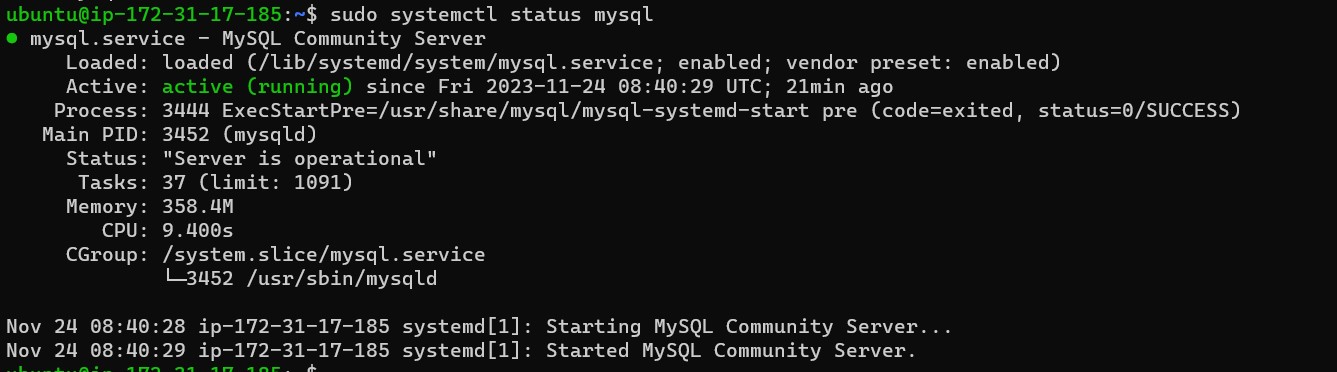 ubuntu@ip-172-31-17-185:~$ sudo systemctl status mysql
● mysql.service - MySQL Community Server
     Loaded: loaded (/lib/systemd/system/mysql.service; enabled; vendor preset: enabled)
     Active: active (running) since Fri 2023-11-24 08:40:29 UTC; 21min ago
    Process: 3444 ExecStartPre=/usr/share/mysql/mysql-systemd-start pre (code=exited, status=0/SUCCESS)
   Main PID: 3452 (mysqld)
     Status: "Server is operational"
      Tasks: 37 (limit: 1091)
     Memory: 358.4M
        CPU: 9.400s
     CGroup: /system.slice/mysql.service
             └─3452 /usr/sbin/mysqld

Nov 24 08:40:28 ip-172-31-17-185 systemd[1]: Starting MySQL Community Server...
Nov 24 08:40:29 ip-172-31-17-185 systemd[1]: Started MySQL Community Server.
ubuntu@ip-172-31-17-185:~$